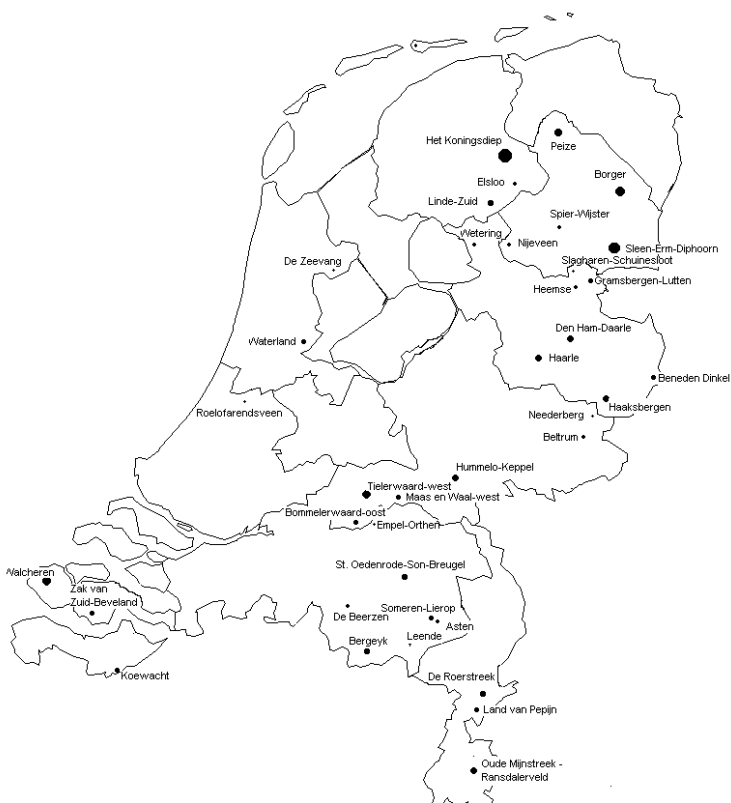 Het Koningsdiep
Peize
Elsloo
Borger
Linde-Zuid
Spier-Wijster
Wetering
Nijeveen
Sleen-Erm-Diphoorn
De Zeevang
Slagharen-Schuinesloot
Gramsbergen-Lutten
Heemse
Den Ham-Daarle
Waterland
Haarle
Beneden Dinkel
Roelofarendsveen
Haaksbergen
Neederberg
Beltrum
Hummelo-Keppel
Tielerwaard-west
Maas en Waal-west
Bommelerwaard-oost
Empel-Orthen
St. Oedenrode-Son-Breugel
Walcheren
Zak van
Zuid-Beveland
De Beerzen
Someren-Lierop
Asten
Bergeyk
Leende
Koewacht
De Roerstreek
Land van Pepijn
Oude Mijnstreek -
Ransdalerveld